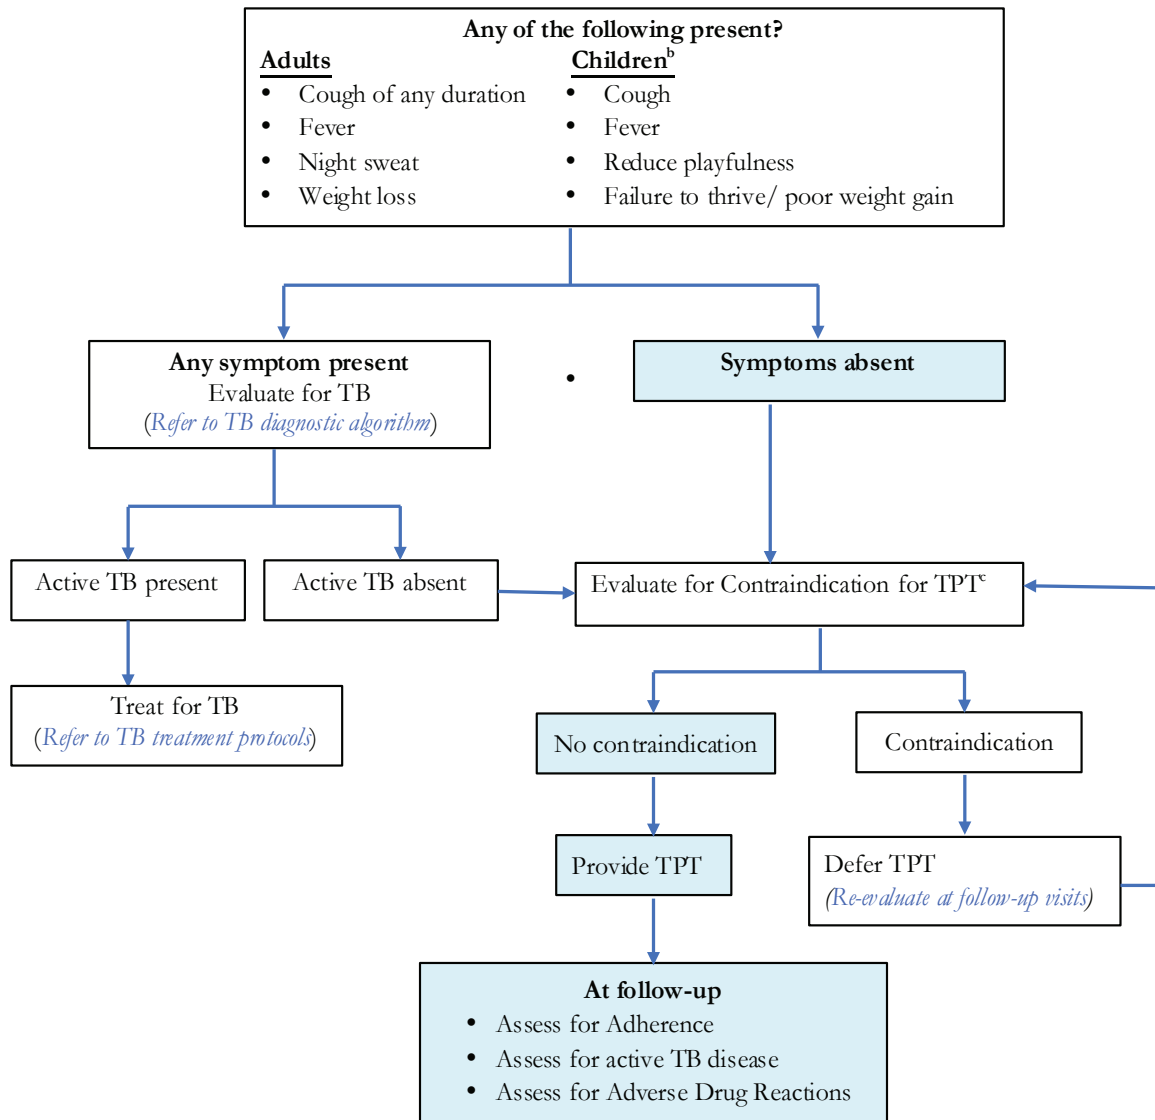 Any of the following present?
Adults
• Cough of any duration
• Fever
• Night sweat
• Weight loss
Childrenᵇ
• Cough
• Fever
• Reduce playfulness
• Failure to thrive/ poor weight gain
Any symptom present
Evaluate for TB
(Refer to TB diagnostic algorithm)
•
Symptoms absent
Active TB present
Active TB absent
Evaluate for Contraindication for TPTᶜ
Treat for TB
(Refer to TB treatment protocols)
No contraindication
Contraindication
Provide TPT
Defer TPT
(Re-evaluate at follow-up visits)
At follow-up
• Assess for Adherence
• Assess for active TB disease
• Assess for Adverse Drug Reactions